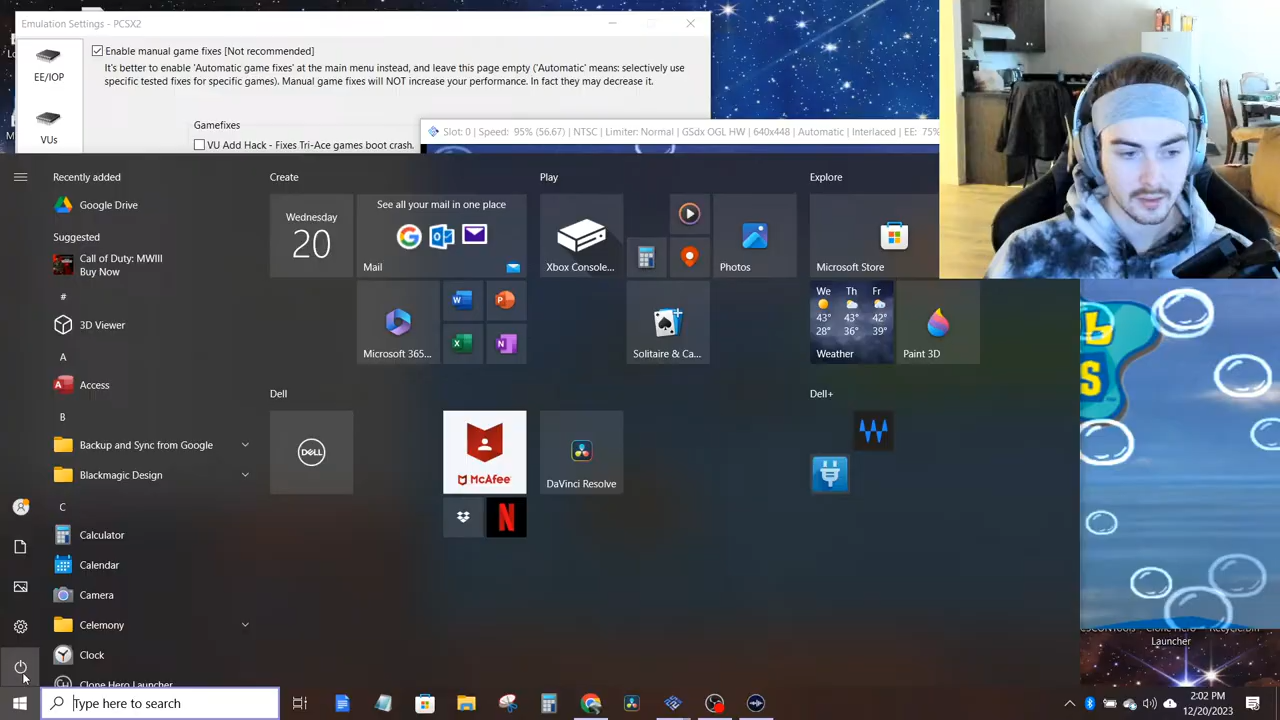 Emulation Settings - PCSX2
EE/IOP
VUs
Enable manual game fixes [Not recommended]
It's better to enable 'Automatic game fixes' at the main menu instead, and leave this page empty ('Automatic' means: selectively use
specific tested fixes for specific games). Manual game fixes will NOT increase your performance. In fact they may decrease it.
Gamefixes
VU Add Hack - Fixes Tri-Ace games boot crash.
Slot: 0 | Speed: 95% (56.67) | NTSC | Limiter: Normal | GSdx OGL HW | 640x448 | Automatic | Interlaced | EE: 75%
Recently added
Google Drive
Suggested
Call of Duty: MWIII
Buy Now
#
3D Viewer
A
Access
B
Backup and Sync from Google
Blackmagic Design
C
Calculator
Calendar
Camera
Celemony
Clock
Clone Hero Launcher
Create
Wednesday
20
See all your mail in one place
Mail
Microsoft 365...
Play
Xbox Console...
Photos
Solitaire & Ca...
Explore
Microsoft Store
We Th Fr
43° 43° 42°
28° 36° 39°
Weather
Paint 3D
Dell
DELL
McAfee
DaVinci Resolve
Dell+
Launcher
Type here to search
2:02 PM
12/20/2023